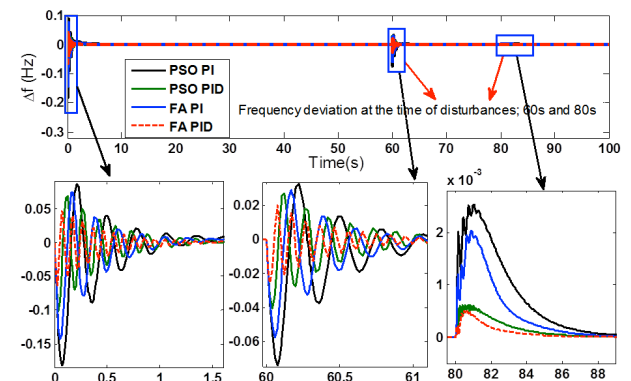 Δf (Hz)
0.1
0
-0.1
-0.2
-0.3
PSO PI
PSO PID
FA PI
FA PID
Frequency deviation at the time of disturbances; 60s and 80s
0 10 20 30 40 50 60 70 80 90 100
Time(s)
0.05
0
-0.05
-0.1
-0.15
0 0.5 1 1.5
0.02
0
-0.02
-0.04
-0.06
60 60.5 61
x 10⁻³
2
1
0
80 82 84 86 88